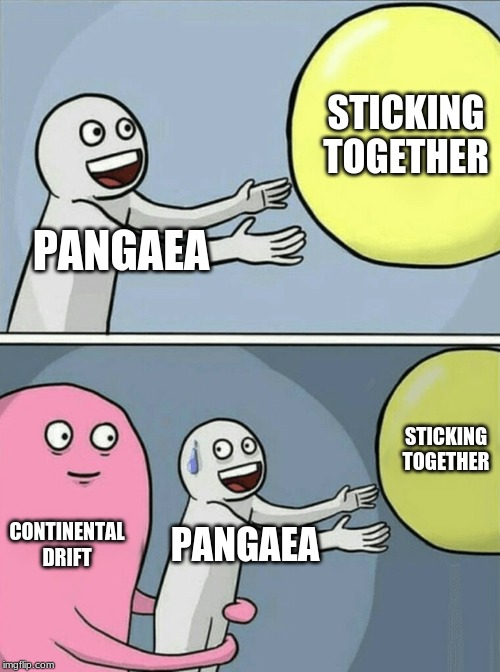 STICKING
TOGETHER
PANGAEA
STICKING
TOGETHER
CONTINENTAL
DRIFT
PANGAEA
imgflip.com